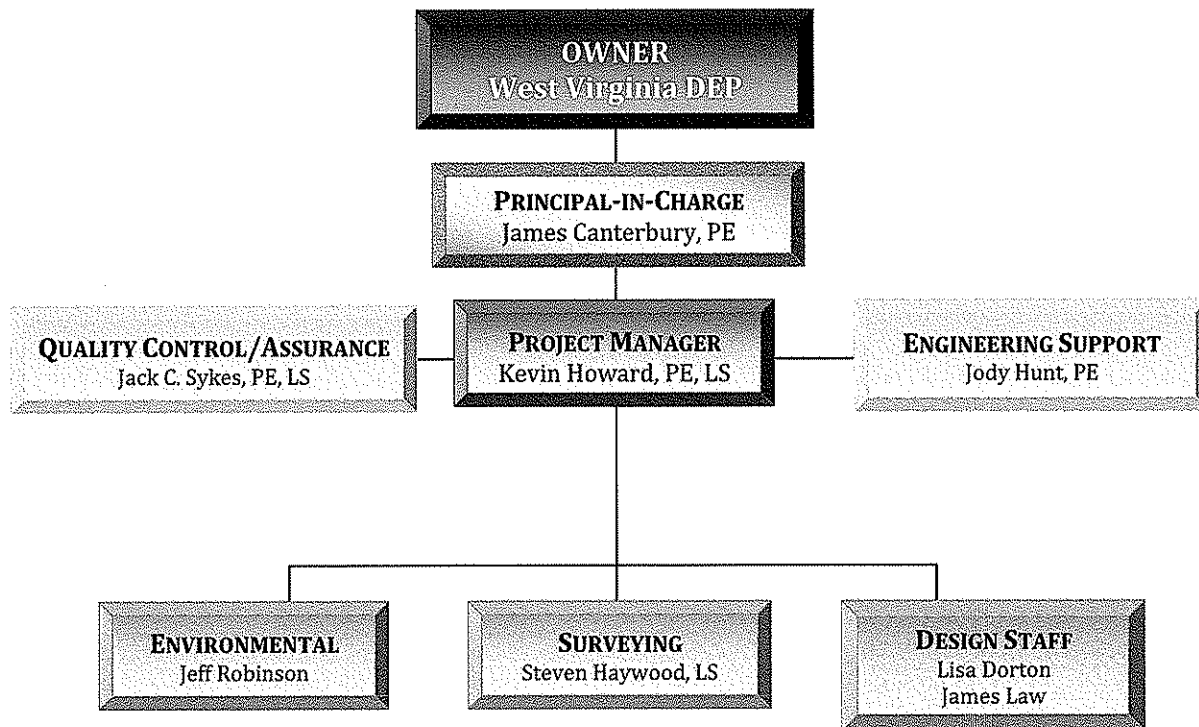 OWNER
West Virginia DEP
PRINCIPAL-IN-CHARGE
James Canterbury, PE
QUALITY CONTROL/ASSURANCE
Jack C. Sykes, PE, LS
PROJECT MANAGER
Kevin Howard, PE, LS
ENGINEERING SUPPORT
Jody Hunt, PE
ENVIRONMENTAL
Jeff Robinson
SURVEYING
Steven Haywood, LS
DESIGN STAFF
Lisa Dorton
James Law